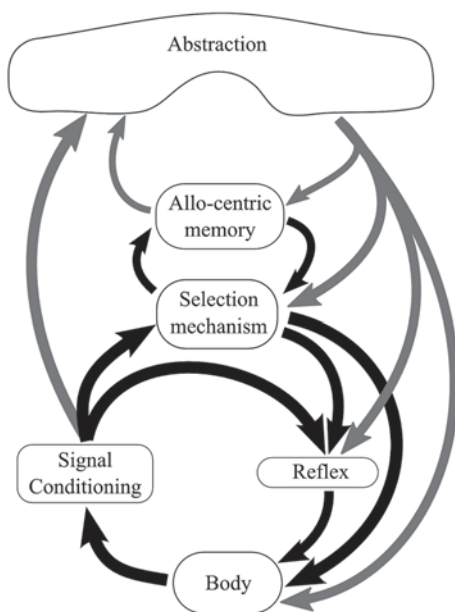 Abstraction
Allo-centric
memory
Selection
mechanism
Signal
Conditioning
Reflex
Body